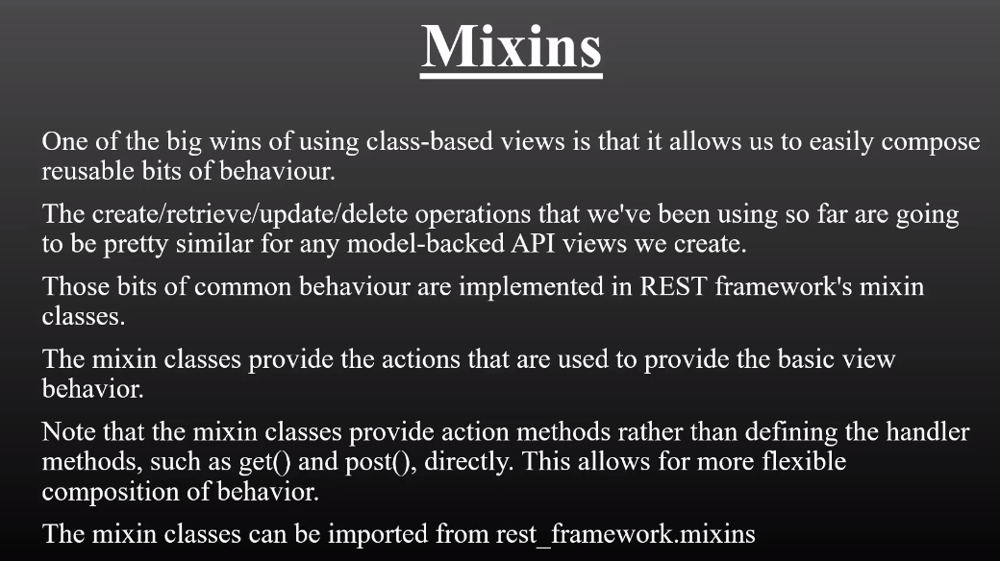 Mixins
One of the big wins of using class-based views is that it allows us to easily compose
reusable bits of behaviour.
The create/retrieve/update/delete operations that we've been using so far are going
to be pretty similar for any model-backed API views we create.
Those bits of common behaviour are implemented in REST framework's mixin
classes.
The mixin classes provide the actions that are used to provide the basic view
behavior.
Note that the mixin classes provide action methods rather than defining the handler
methods, such as get() and post(), directly. This allows for more flexible
composition of behavior.
The mixin classes can be imported from rest_framework.mixins